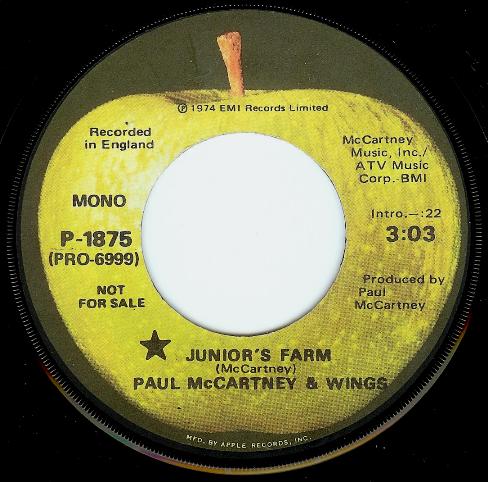 ℗ 1974 EMI Records Limited
Recorded
in England
McCartney
Music, Inc./
ATV Music
Corp.-BMI
MONO
Intro.—:22
P-1875
3:03
(PRO-6999)
NOT
FOR SALE
Produced by
Paul
McCartney
★ JUNIOR'S FARM
(McCartney)
PAUL McCARTNEY & WINGS
MFD. BY APPLE RECORDS, INC.